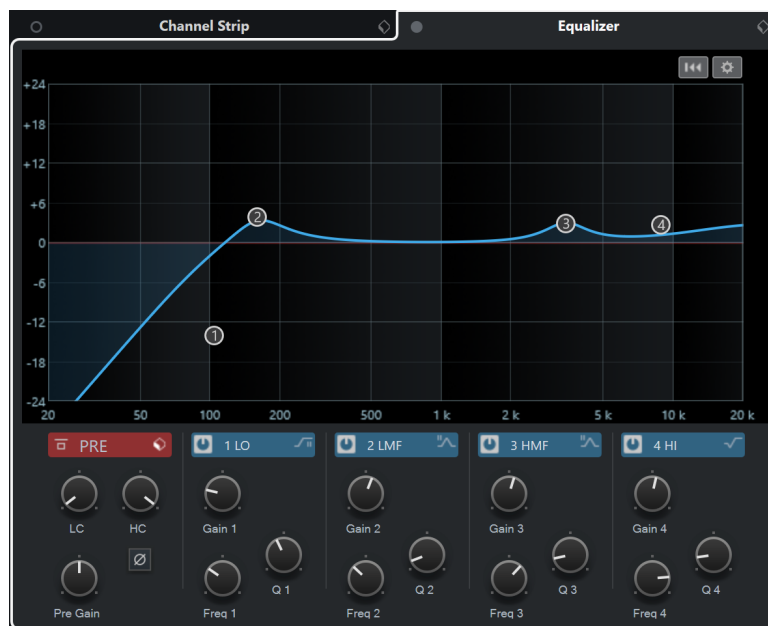 Channel Strip
Equalizer
+24
+18
+12
+6
0
-6
-12
-18
-24
1
2
3
4
20 50 100 200 500 1 k 2 k 5 k 10 k 20 k
PRE
1 LO
2 LMF
3 HMF
4 HI
LC HC Gain 1 Gain 2 Gain 3 Gain 4
Q 1 Q 2 Q 3 Q 4
Pre Gain Freq 1 Freq 2 Freq 3 Freq 4